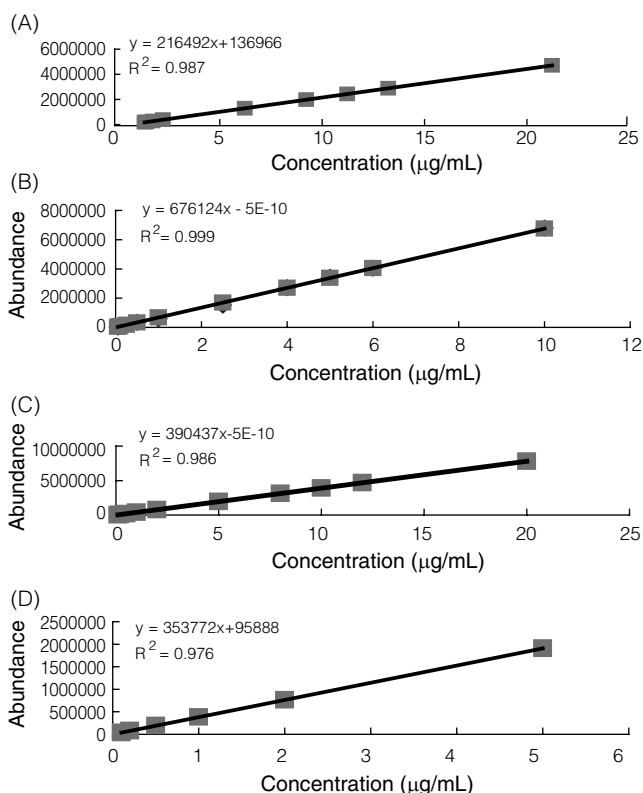 (A)
y = 216492x+136966
R² = 0.987
6000000
4000000
2000000
0
5 10 15 20 25
Concentration (μg/mL)
(B)
y = 676124x - 5E-10
R² = 0.999
8000000
6000000
4000000
2000000
0
Abundance
0 2 4 6 8 10 12
Concentration (μg/mL)
(C)
y = 390437x-5E-10
R² = 0.986
10000000
5000000
0
Abundance
0 5 10 15 20 25
Concentration (μg/mL)
(D)
y = 353772x+95888
R² = 0.976
2500000
2000000
1500000
1000000
500000
0
Abundance
0 1 2 3 4 5 6
Concentration (μg/mL)